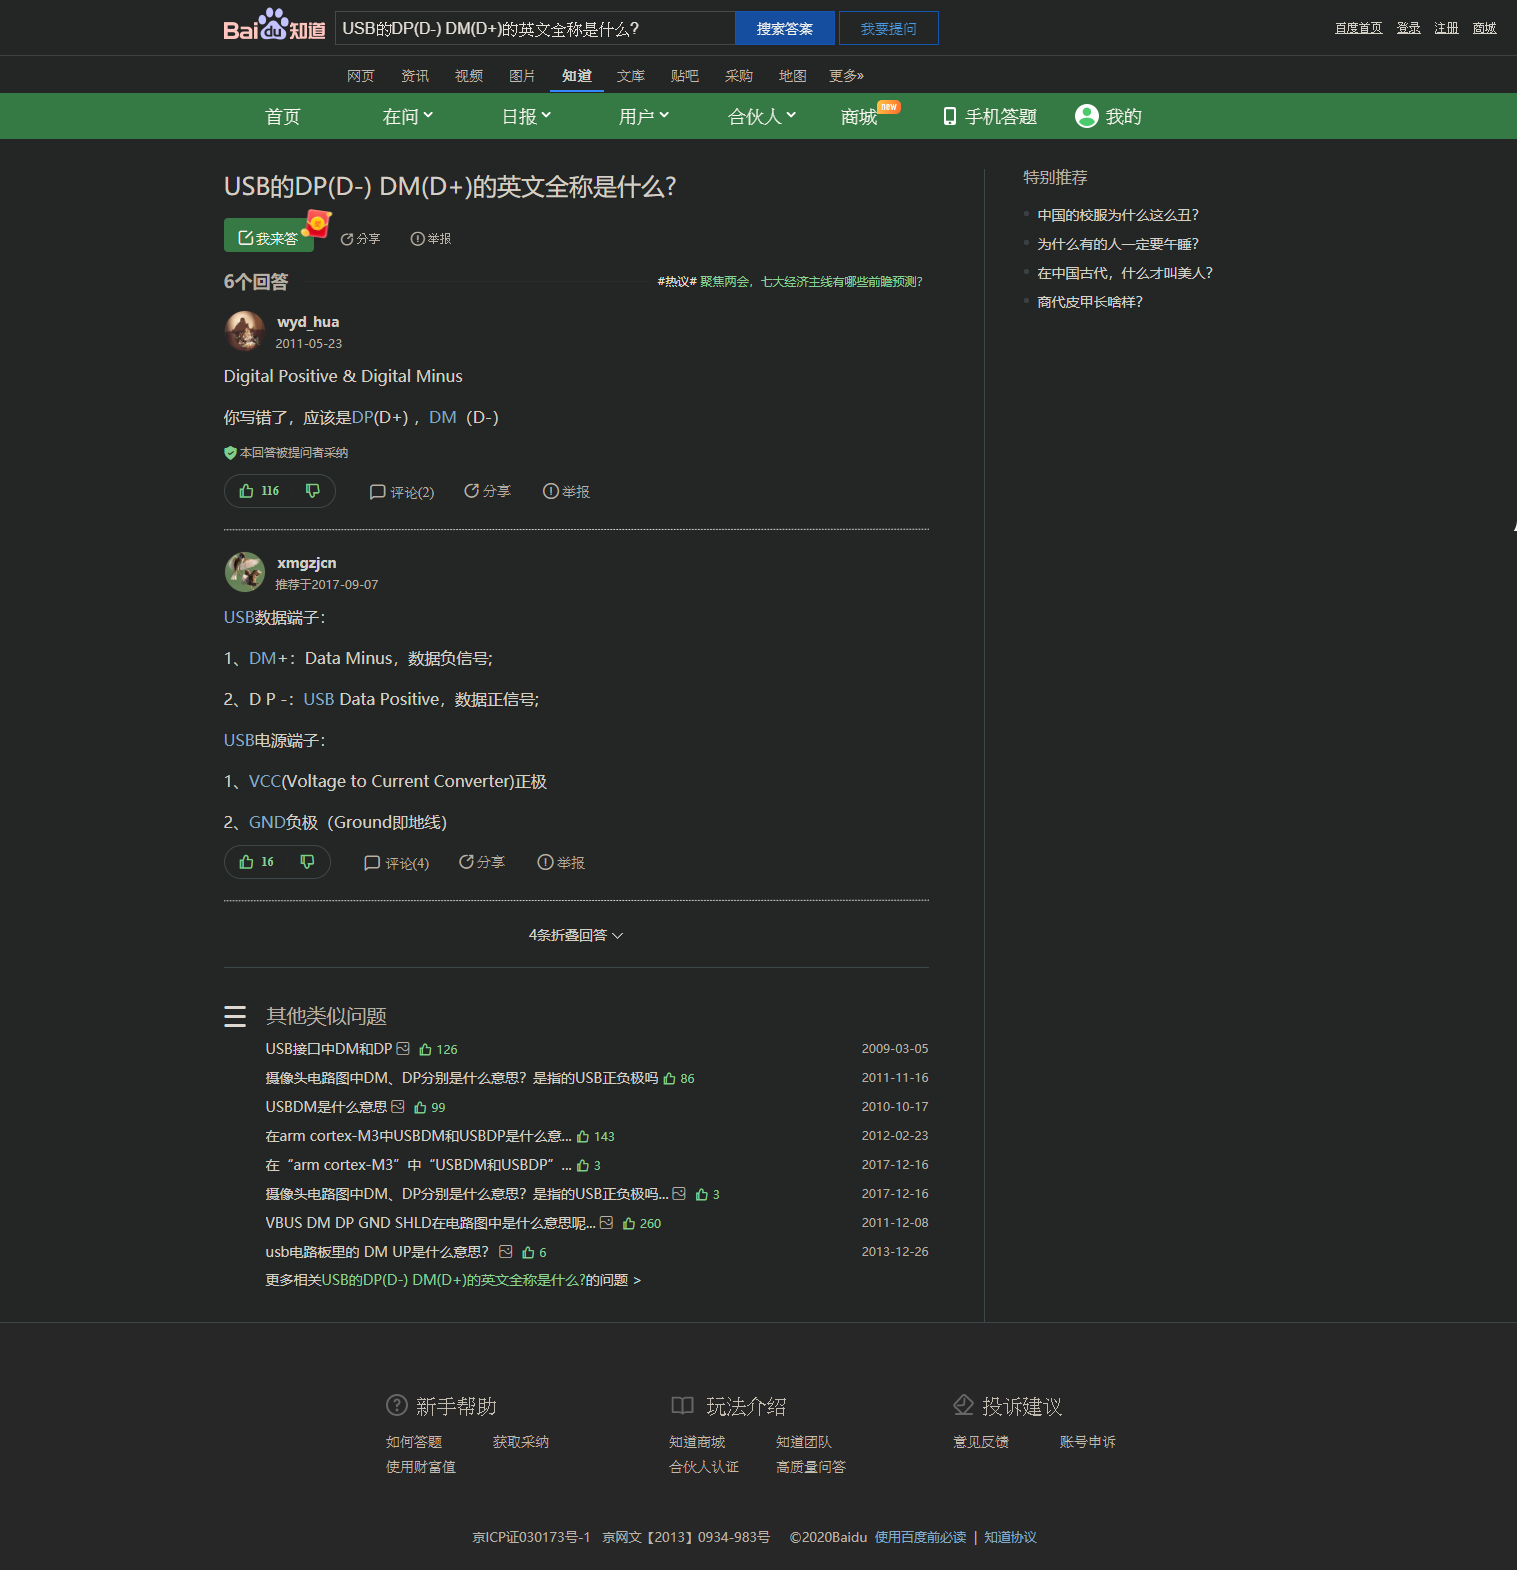 Bai du 知道
USB的DP(D-) DM(D+)的英文全称是什么?
搜索答案
我要提问
百度首页 登录 注册 商城
网页 资讯 视频 图片 知道 文库 贴吧 采购 地图 更多»
首页 在问 日报 用户 合伙人 商城 new 手机答题 我的
USB的DP(D-) DM(D+)的英文全称是什么?
我来答 分享 举报
6个回答
#热议# 聚焦两会，七大经济主线有哪些前瞻预测？
wyd_hua
2011-05-23
Digital Positive & Digital Minus
你写错了，应该是DP(D+) ，DM（D-）
本回答被提问者采纳
116 评论(2) 分享 举报
xmgzjcn
推荐于2017-09-07
USB数据端子：
1、DM+：Data Minus，数据负信号;
2、D P -：USB Data Positive，数据正信号;
USB电源端子：
1、VCC(Voltage to Current Converter)正极
2、GND负极（Ground即地线）
16 评论(4) 分享 举报
4条折叠回答
其他类似问题
USB接口中DM和DP 126 2009-03-05
摄像头电路图中DM、DP分别是什么意思？是指的USB正负极吗 86 2011-11-16
USBDM是什么意思 99 2010-10-17
在arm cortex-M3中USBDM和USBDP是什么意... 143 2012-02-23
在“arm cortex-M3”中“USBDM和USBDP”... 3 2017-12-16
摄像头电路图中DM、DP分别是什么意思？是指的USB正负极吗... 3 2017-12-16
VBUS DM DP GND SHLD在电路图中是什么意思呢... 260 2011-12-08
usb电路板里的 DM UP是什么意思？ 6 2013-12-26
更多相关USB的DP(D-) DM(D+)的英文全称是什么?的问题 >
特别推荐
中国的校服为什么这么丑？
为什么有的人一定要午睡？
在中国古代，什么才叫美人？
商代皮甲长啥样？
新手帮助 玩法介绍 投诉建议
如何答题 获取采纳 知道商城 知道团队 意见反馈 账号申诉
使用财富值 合伙人认证 高质量问答
京ICP证030173号-1 京网文【2013】0934-983号 ©2020Baidu 使用百度前必读 | 知道协议